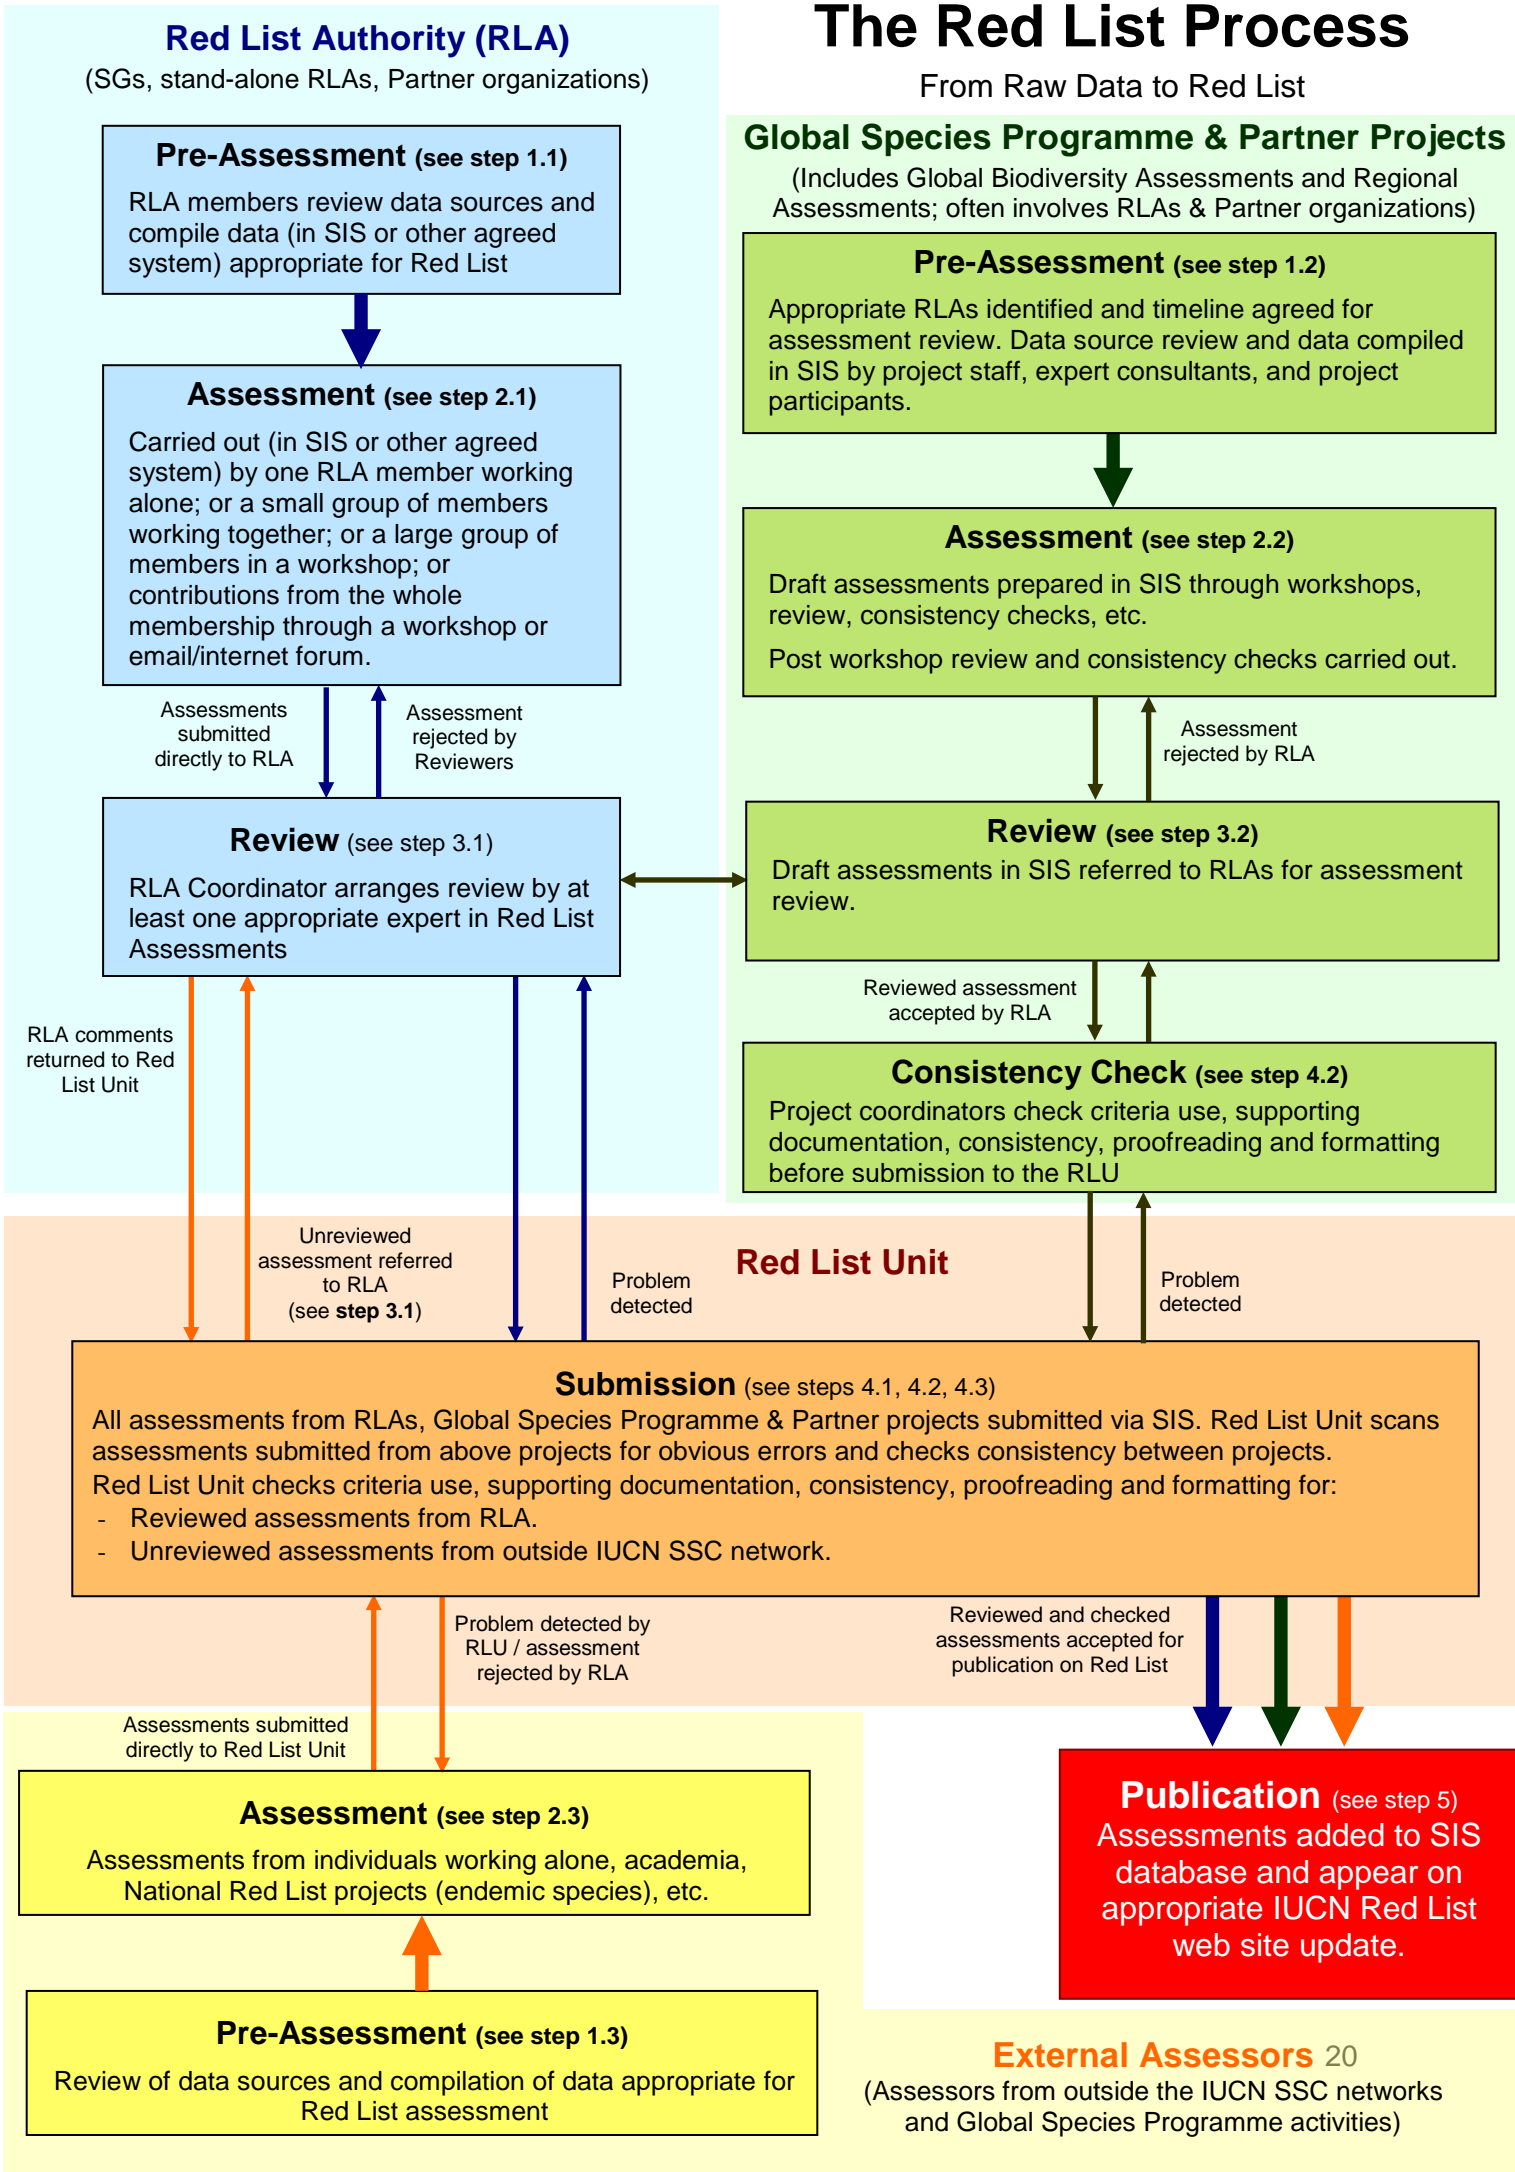 The Red List Process
From Raw Data to Red List
Red List Authority (RLA)
(SGs, stand-alone RLAs, Partner organizations)
Pre-Assessment (see step 1.1)
RLA members review data sources and
compile data (in SIS or other agreed
system) appropriate for Red List
Assessment (see step 2.1)
Carried out (in SIS or other agreed
system) by one RLA member working
alone; or a small group of members
working together; or a large group of
members in a workshop; or
contributions from the whole
membership through a workshop or
email/internet forum.
Assessments
submitted
directly to RLA
Assessment
rejected by
Reviewers
Review (see step 3.1)
RLA Coordinator arranges review by at
least one appropriate expert in Red List
Assessments
RLA comments
returned to Red
List Unit
Global Species Programme & Partner Projects
(Includes Global Biodiversity Assessments and Regional
Assessments; often involves RLAs & Partner organizations)
Pre-Assessment (see step 1.2)
Appropriate RLAs identified and timeline agreed for
assessment review. Data source review and data compiled
in SIS by project staff, expert consultants, and project
participants.
Assessment (see step 2.2)
Draft assessments prepared in SIS through workshops,
review, consistency checks, etc.
Post workshop review and consistency checks carried out.
Assessment
rejected by RLA
Review (see step 3.2)
Draft assessments in SIS referred to RLAs for assessment
review.
Reviewed assessment
accepted by RLA
Consistency Check (see step 4.2)
Project coordinators check criteria use, supporting
documentation, consistency, proofreading and formatting
before submission to the RLU
Red List Unit
Unreviewed
assessment referred
to RLA
(see step 3.1)
Problem
detected
Problem
detected
Submission (see steps 4.1, 4.2, 4.3)
All assessments from RLAs, Global Species Programme & Partner projects submitted via SIS. Red List Unit scans
assessments submitted from above projects for obvious errors and checks consistency between projects.
Red List Unit checks criteria use, supporting documentation, consistency, proofreading and formatting for:
- Reviewed assessments from RLA.
- Unreviewed assessments from outside IUCN SSC network.
Problem detected by
RLU / assessment
rejected by RLA
Reviewed and checked
assessments accepted for
publication on Red List
Assessments submitted
directly to Red List Unit
Assessment (see step 2.3)
Assessments from individuals working alone, academia,
National Red List projects (endemic species), etc.
Pre-Assessment (see step 1.3)
Review of data sources and compilation of data appropriate for
Red List assessment
Publication (see step 5)
Assessments added to SIS
database and appear on
appropriate IUCN Red List
web site update.
External Assessors 20
(Assessors from outside the IUCN SSC networks
and Global Species Programme activities)